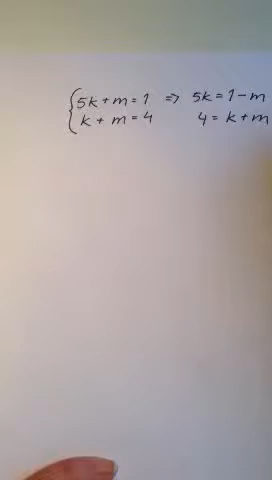 5k + m = 1 => 5k = 1 - m
k + m = 4 4 = k + m